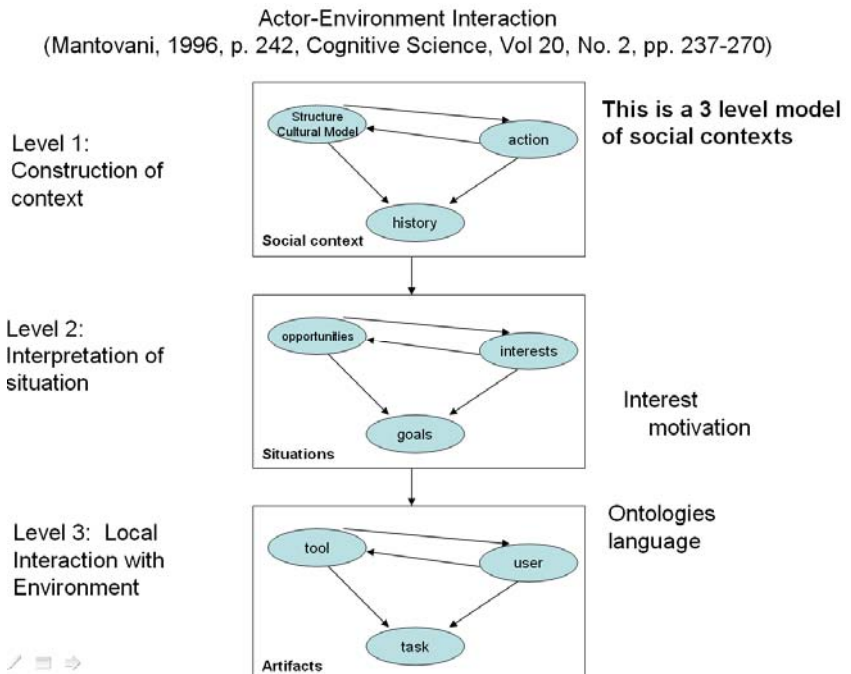 Actor-Environment Interaction
(Mantovani, 1996, p. 242, Cognitive Science, Vol 20, No. 2, pp. 237-270)
This is a 3 level model
of social contexts
Level 1:
Construction of
context
Structure
Cultural Model
action
history
Social context
Level 2:
Interpretation of
situation
opportunities
interests
goals
Situations
Interest
motivation
Level 3: Local
Interaction with
Environment
tool
user
task
Artifacts
Ontologies
language